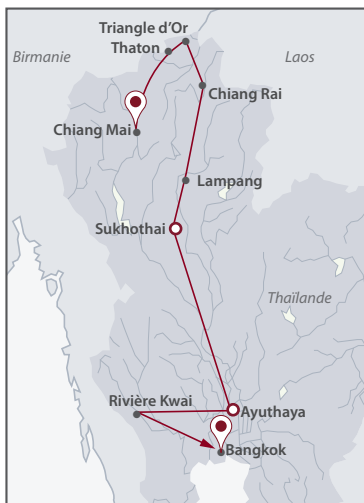 Triangle d'Or
Birmanie
Thaton
Laos
Chiang Rai
Chiang Mai
Lampang
Sukhothai
Thaïlande
Rivière Kwai
Ayuthaya
Bangkok